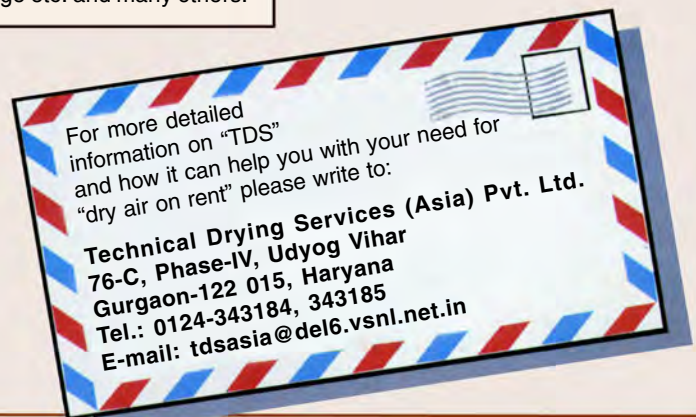 ge etc. and many others.
For more detailed
information on “TDS”
and how it can help you with your need for
“dry air on rent” please write to:
Technical Drying Services (Asia) Pvt. Ltd.
76-C, Phase-IV, Udyog Vihar
Gurgaon-122 015, Haryana
Tel.: 0124-343184, 343185
E-mail: tdsasia@del6.vsnl.net.in